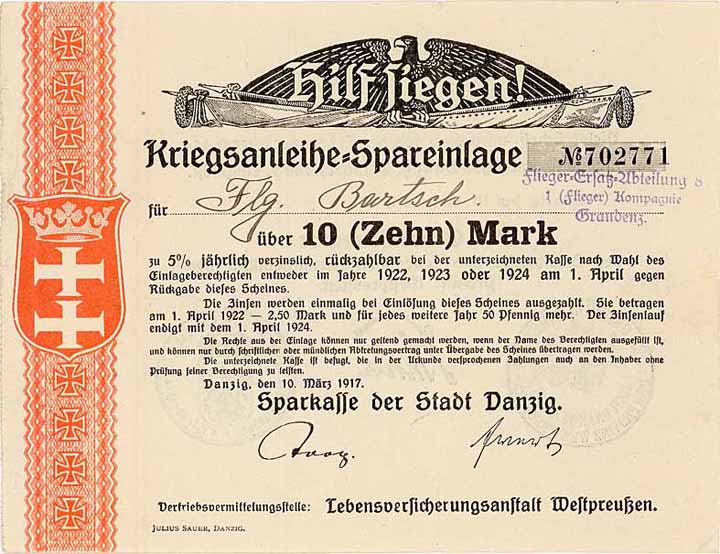 Hilf siegen!
Kriegsanleihe-Spareinlage
№702771
Flieger-Ersatz-Abteilung 8
1 (Flieger) Kompagnie
Graudenz.
für Flg. Bartsch.
über 10 (Zehn) Mark
zu 5% jährlich verzinslich, rückzahlbar bei der unterzeichneten Kasse nach Wahl des
Einlageberechtigten entweder im Jahre 1922, 1923 oder 1924 am 1. April gegen
Rückgabe dieses Scheines.
Die Zinsen werden einmalig bei Einlösung dieses Scheines ausgezahlt. Sie betragen
am 1. April 1922 — 2,50 Mark und für jedes weitere Jahr 50 Pfennig mehr. Der Zinsenlauf
endigt mit dem 1. April 1924.
Die Rechte aus der Einlage können nur geltend gemacht werden, wenn der Name des Berechtigten ausgefüllt ist,
und können nur durch schriftlichen oder mündlichen Abtretungsvertrag unter Übergabe des Scheines übertragen werden.
Die unterzeichnete Kasse ist befugt, die in der Urkunde versprochenen Zahlungen auch an den Inhaber ohne
Prüfung seiner Berechtigung zu leisten.
Danzig, den 10. März 1917.
Sparkasse der Stadt Danzig.
Vertriebsvermittelungsstelle: Lebensversicherungsanstalt Westpreußen.
JULIUS SAUER, DANZIG.